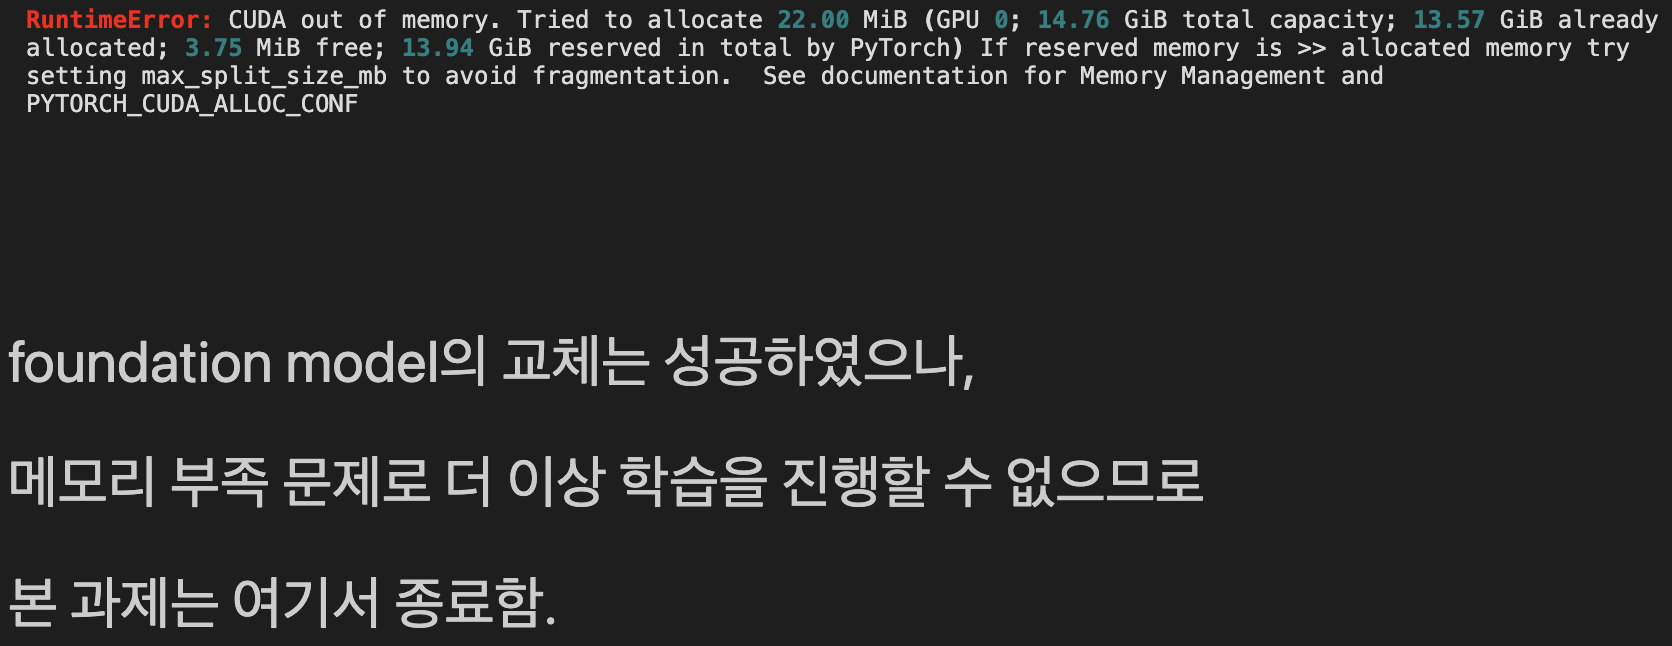 RuntimeError: CUDA out of memory. Tried to allocate 22.00 MiB (GPU 0; 14.76 GiB total capacity; 13.57 GiB already
allocated; 3.75 MiB free; 13.94 GiB reserved in total by PyTorch) If reserved memory is >> allocated memory try
setting max_split_size_mb to avoid fragmentation.  See documentation for Memory Management and
PYTORCH_CUDA_ALLOC_CONF
foundation model의 교체는 성공하였으나,
메모리 부족 문제로 더 이상 학습을 진행할 수 없으므로
본 과제는 여기서 종료함.